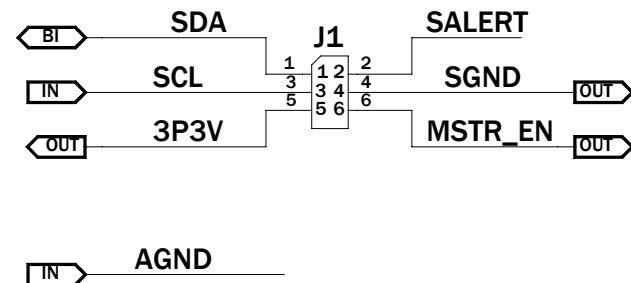 BI SDA J1 SALERT
1 1 2 2
IN SCL 3 3 4 4 SGND OUT
5 5 6 6
OUT 3P3V MSTR_EN OUT
IN AGND